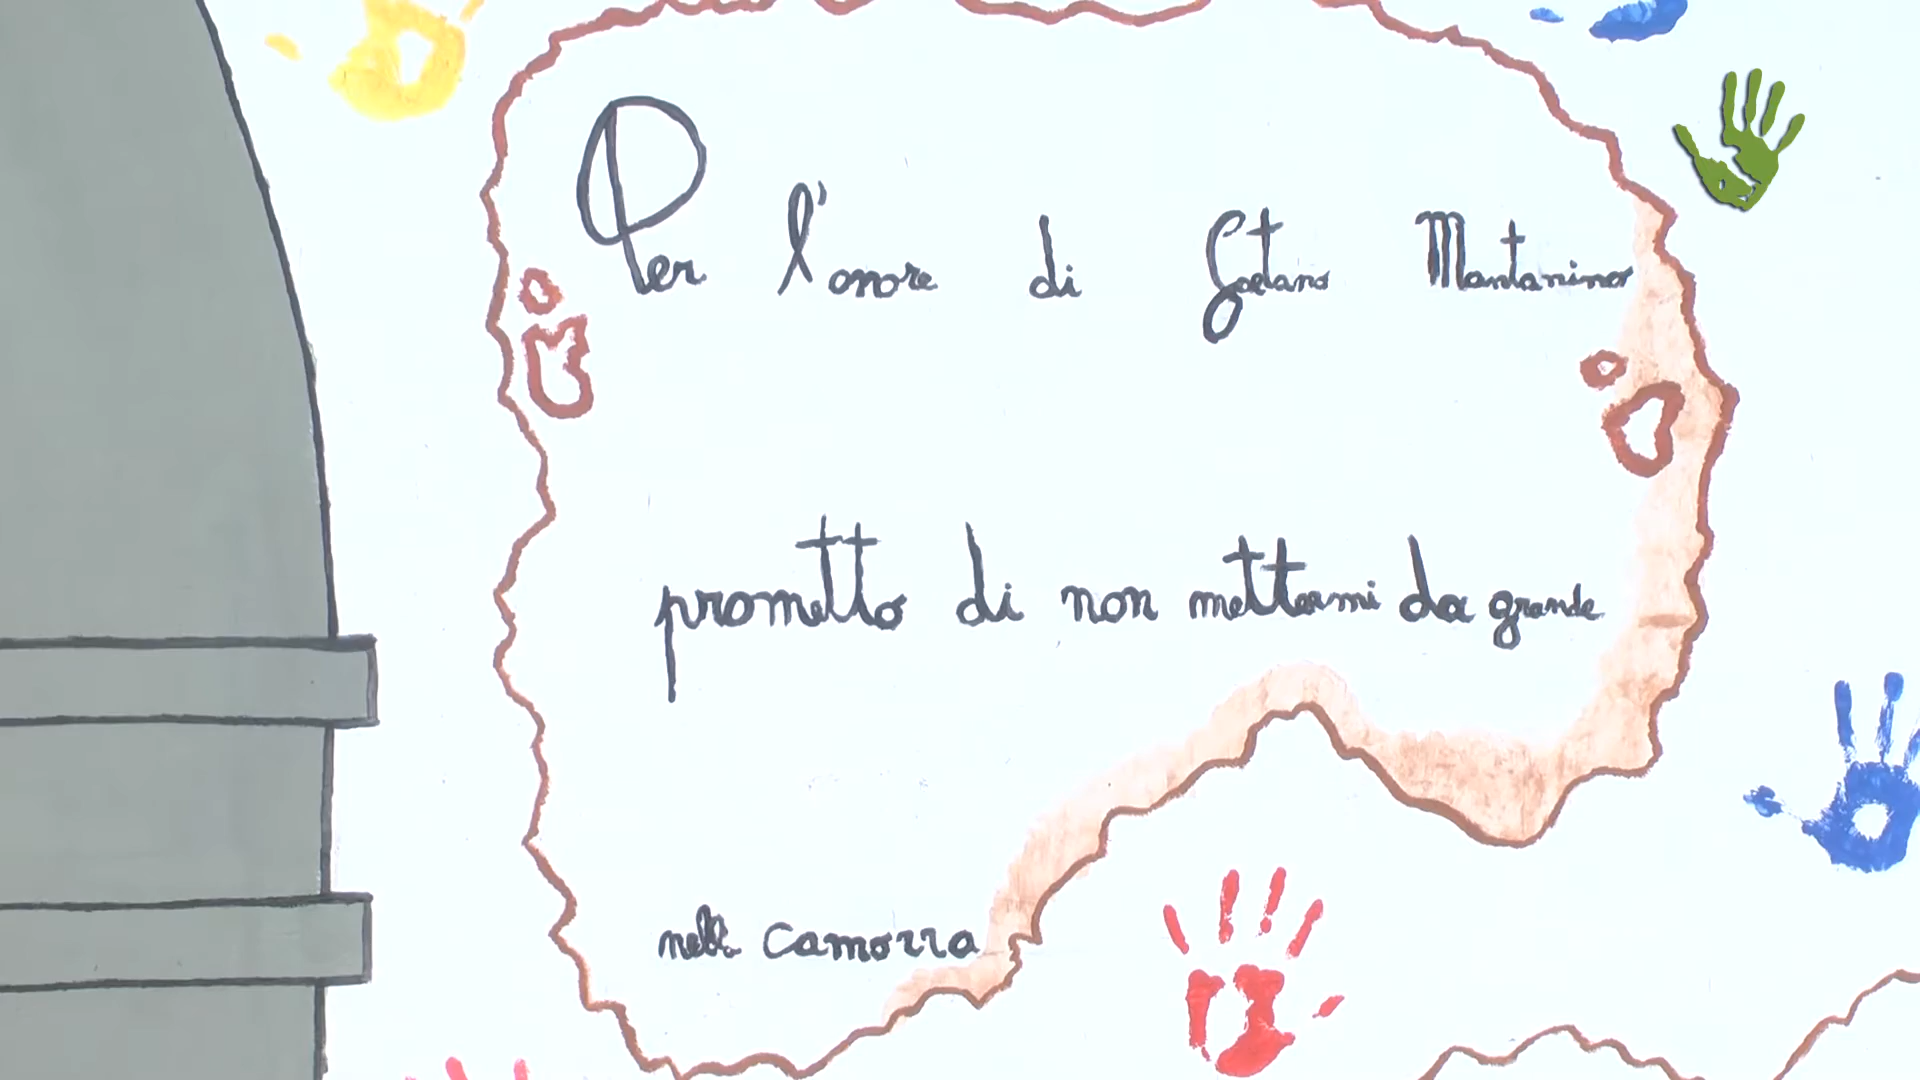 Per l'onore di Gaetano Montanino
prometto di non mettermi da grande
nella camorra